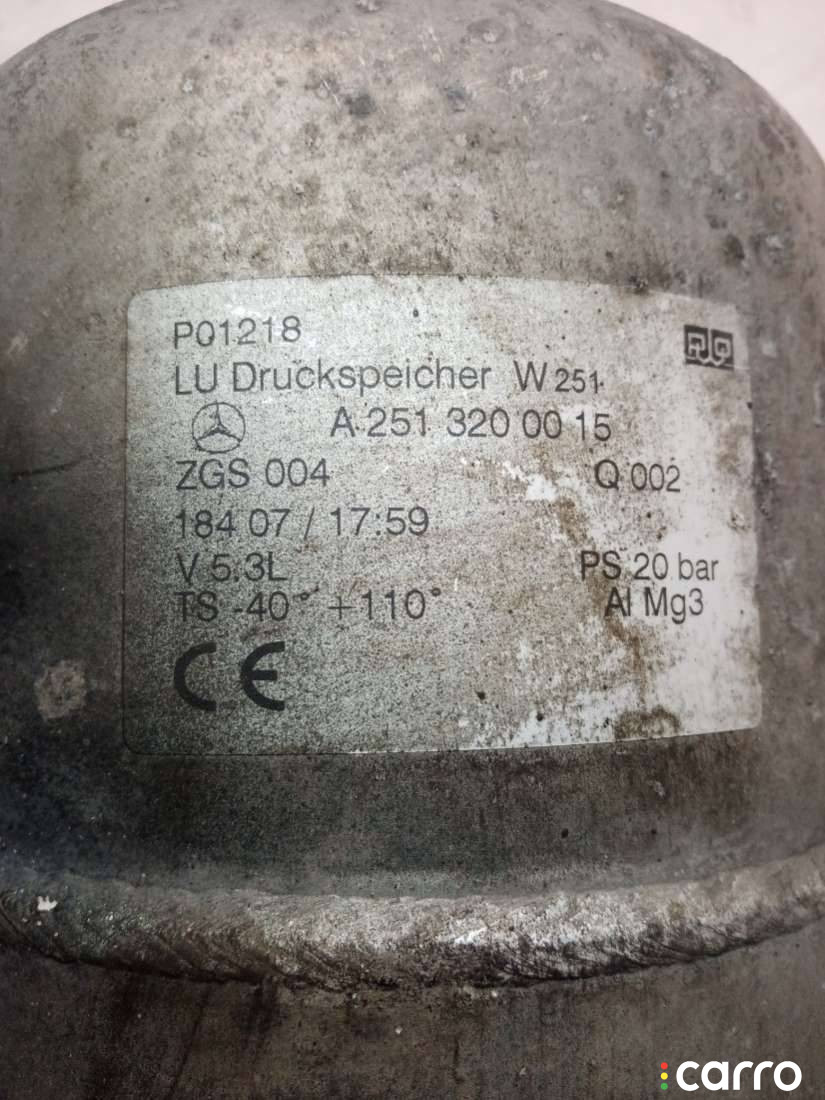 PQ1218
LU Druckspeicher W 251
A 251 320 00 15
ZGS 004 Q 002
184 07 / 17:59
V 5.3L PS 20 bar
TS -40° +110° Al Mg3
CE
carro